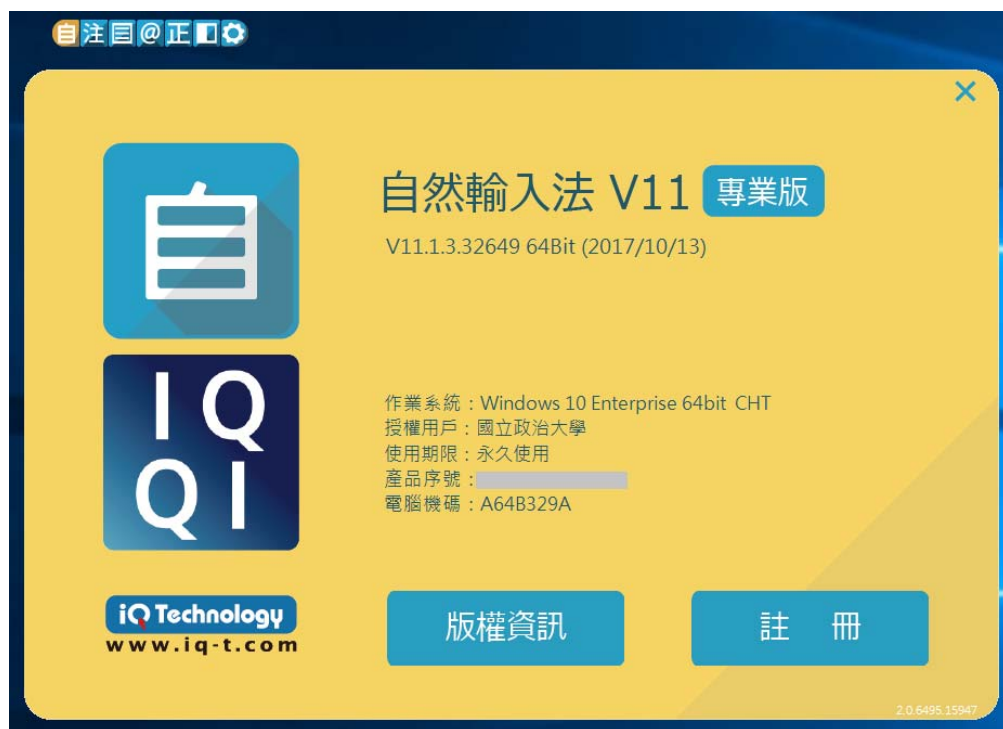 自注@正
自
自然輸入法 V11 專業版
V11.1.3.32649 64Bit (2017/10/13)
IQ
QI
作業系統：Windows 10 Enterprise 64bit CHT
授權用戶：國立政治大學
使用期限：永久使用
產品序號：
電腦機碼：A64B329A
iQ Technology
www.iq-t.com
版權資訊
註 冊
2.0.6495.15947